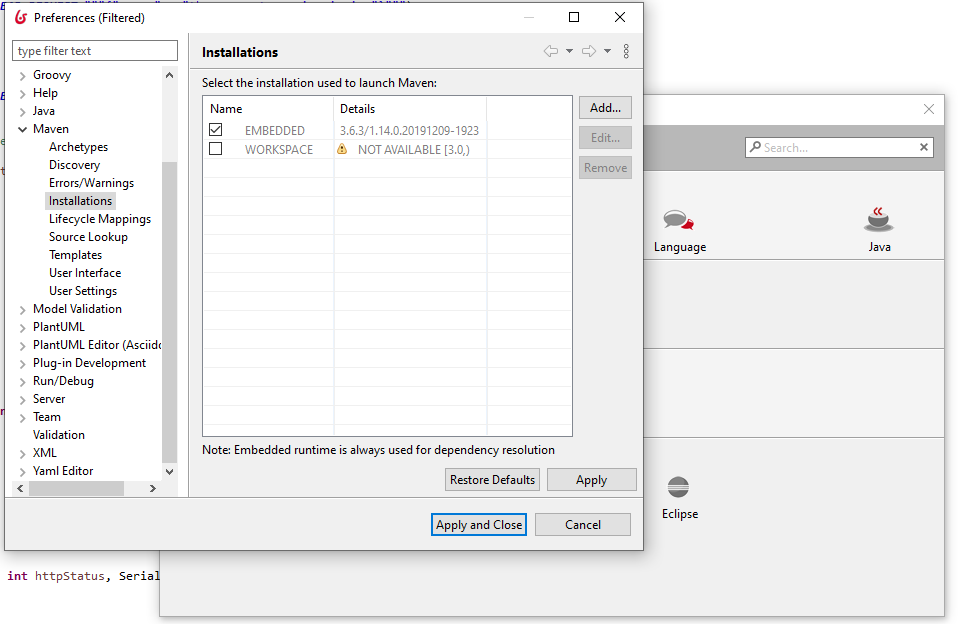 Preferences (Filtered)
type filter text
Groovy
Help
Java
Maven
Archetypes
Discovery
Errors/Warnings
Installations
Lifecycle Mappings
Source Lookup
Templates
User Interface
User Settings
Model Validation
PlantUML
PlantUML Editor (Asciido
Plug-in Development
Run/Debug
Server
Team
Validation
XML
Yaml Editor
Installations
Select the installation used to launch Maven:
Name Details
EMBEDDED 3.6.3/1.14.0.20191209-1923
WORKSPACE NOT AVAILABLE [3.0,)
Add...
Edit...
Remove
Note: Embedded runtime is always used for dependency resolution
Restore Defaults Apply
Apply and Close Cancel
Search...
Language
Java
Eclipse
int httpStatus, Serial